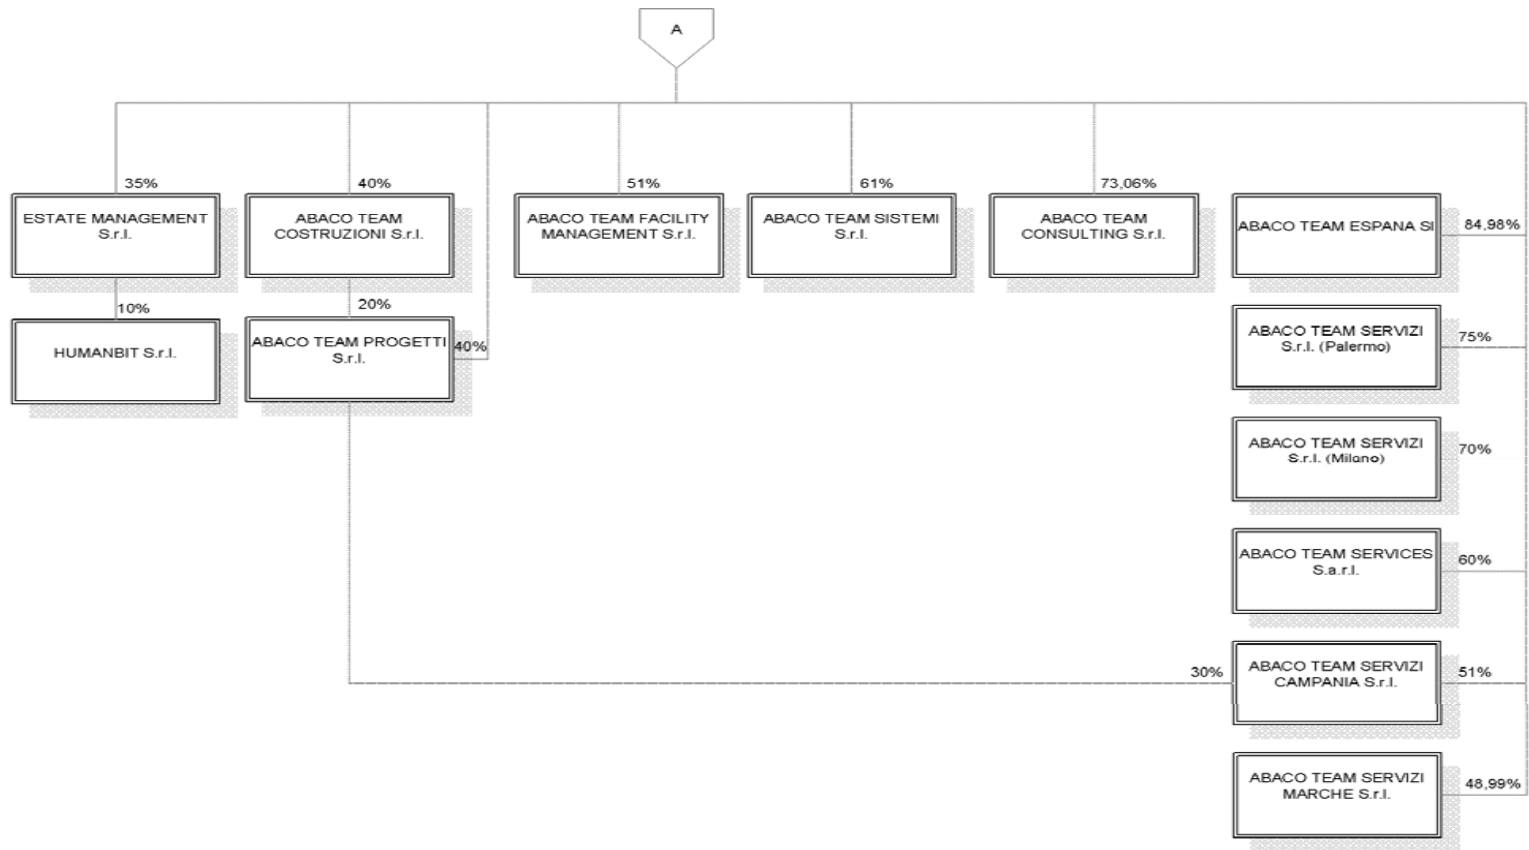 A
35%
40%
51%
61%
73,06%
ESTATE MANAGEMENT
S.r.l.
ABACO TEAM
COSTRUZIONI S.r.l.
ABACO TEAM FACILITY
MANAGEMENT S.r.l.
ABACO TEAM SISTEMI
S.r.l.
ABACO TEAM
CONSULTING S.r.l.
ABACO TEAM ESPANA Sl
84,98%
10%
20%
HUMANBIT S.r.l.
ABACO TEAM PROGETTI
S.r.l.
40%
ABACO TEAM SERVIZI
S.r.l. (Palermo)
75%
ABACO TEAM SERVIZI
S.r.l. (Milano)
70%
ABACO TEAM SERVICES
S.a.r.l.
60%
30%
ABACO TEAM SERVIZI
CAMPANIA S.r.l.
51%
ABACO TEAM SERVIZI
MARCHE S.r.l.
48,99%